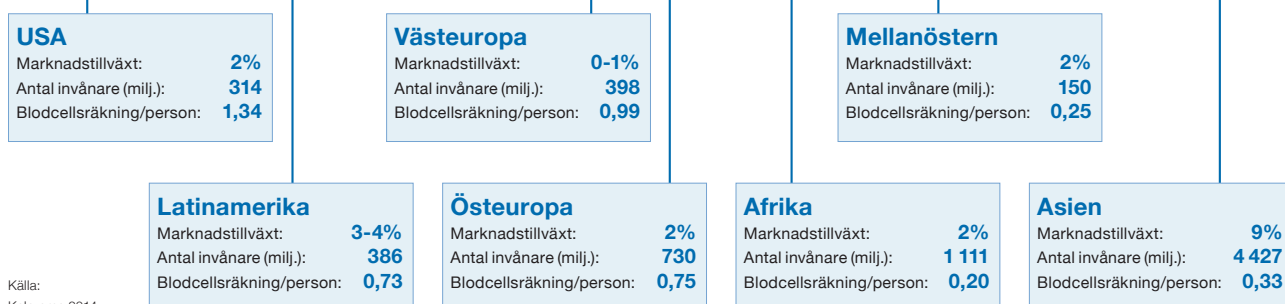 USA
Marknadstillväxt: 2%
Antal invånare (milj.): 314
Blodcellsräkning/person: 1,34
Västeuropa
Marknadstillväxt: 0-1%
Antal invånare (milj.): 398
Blodcellsräkning/person: 0,99
Mellanöstern
Marknadstillväxt: 2%
Antal invånare (milj.): 150
Blodcellsräkning/person: 0,25
Latinamerika
Marknadstillväxt: 3-4%
Antal invånare (milj.): 386
Blodcellsräkning/person: 0,73
Östeuropa
Marknadstillväxt: 2%
Antal invånare (milj.): 730
Blodcellsräkning/person: 0,75
Afrika
Marknadstillväxt: 2%
Antal invånare (milj.): 1 111
Blodcellsräkning/person: 0,20
Asien
Marknadstillväxt: 9%
Antal invånare (milj.): 4 427
Blodcellsräkning/person: 0,33
Källa:
2014